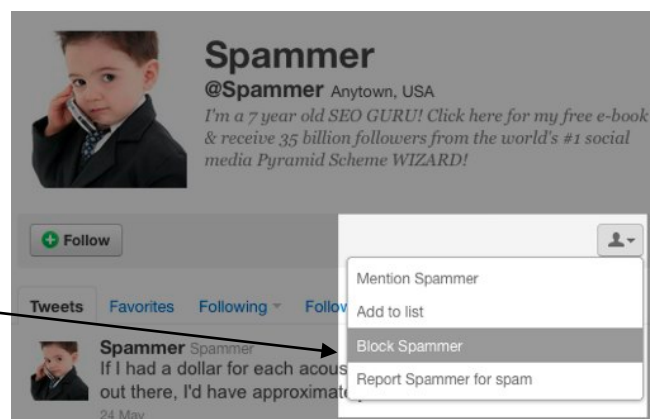 Spammer
@Spammer Anytown, USA
I'm a 7 year old SEO GURU! Click here for my free e-book
& receive 35 billion followers from the world's #1 social
media Pyramid Scheme WIZARD!
Follow
Tweets Favorites Following
Mention Spammer
Add to list
Block Spammer
Report Spammer for spam
Spammer Spammer
If I had a dollar for each
out there, I'd have
24 May